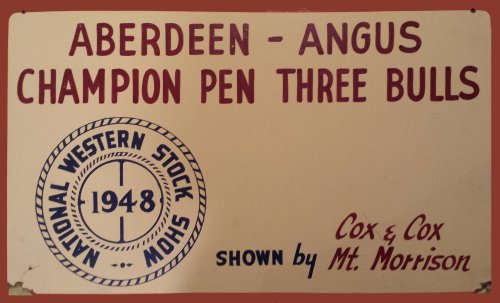 ABERDEEN - ANGUS
CHAMPION PEN THREE BULLS
NATIONAL WESTERN STOCK SHOW
1948
SHOWN by Cox & Cox
Mt. Morrison